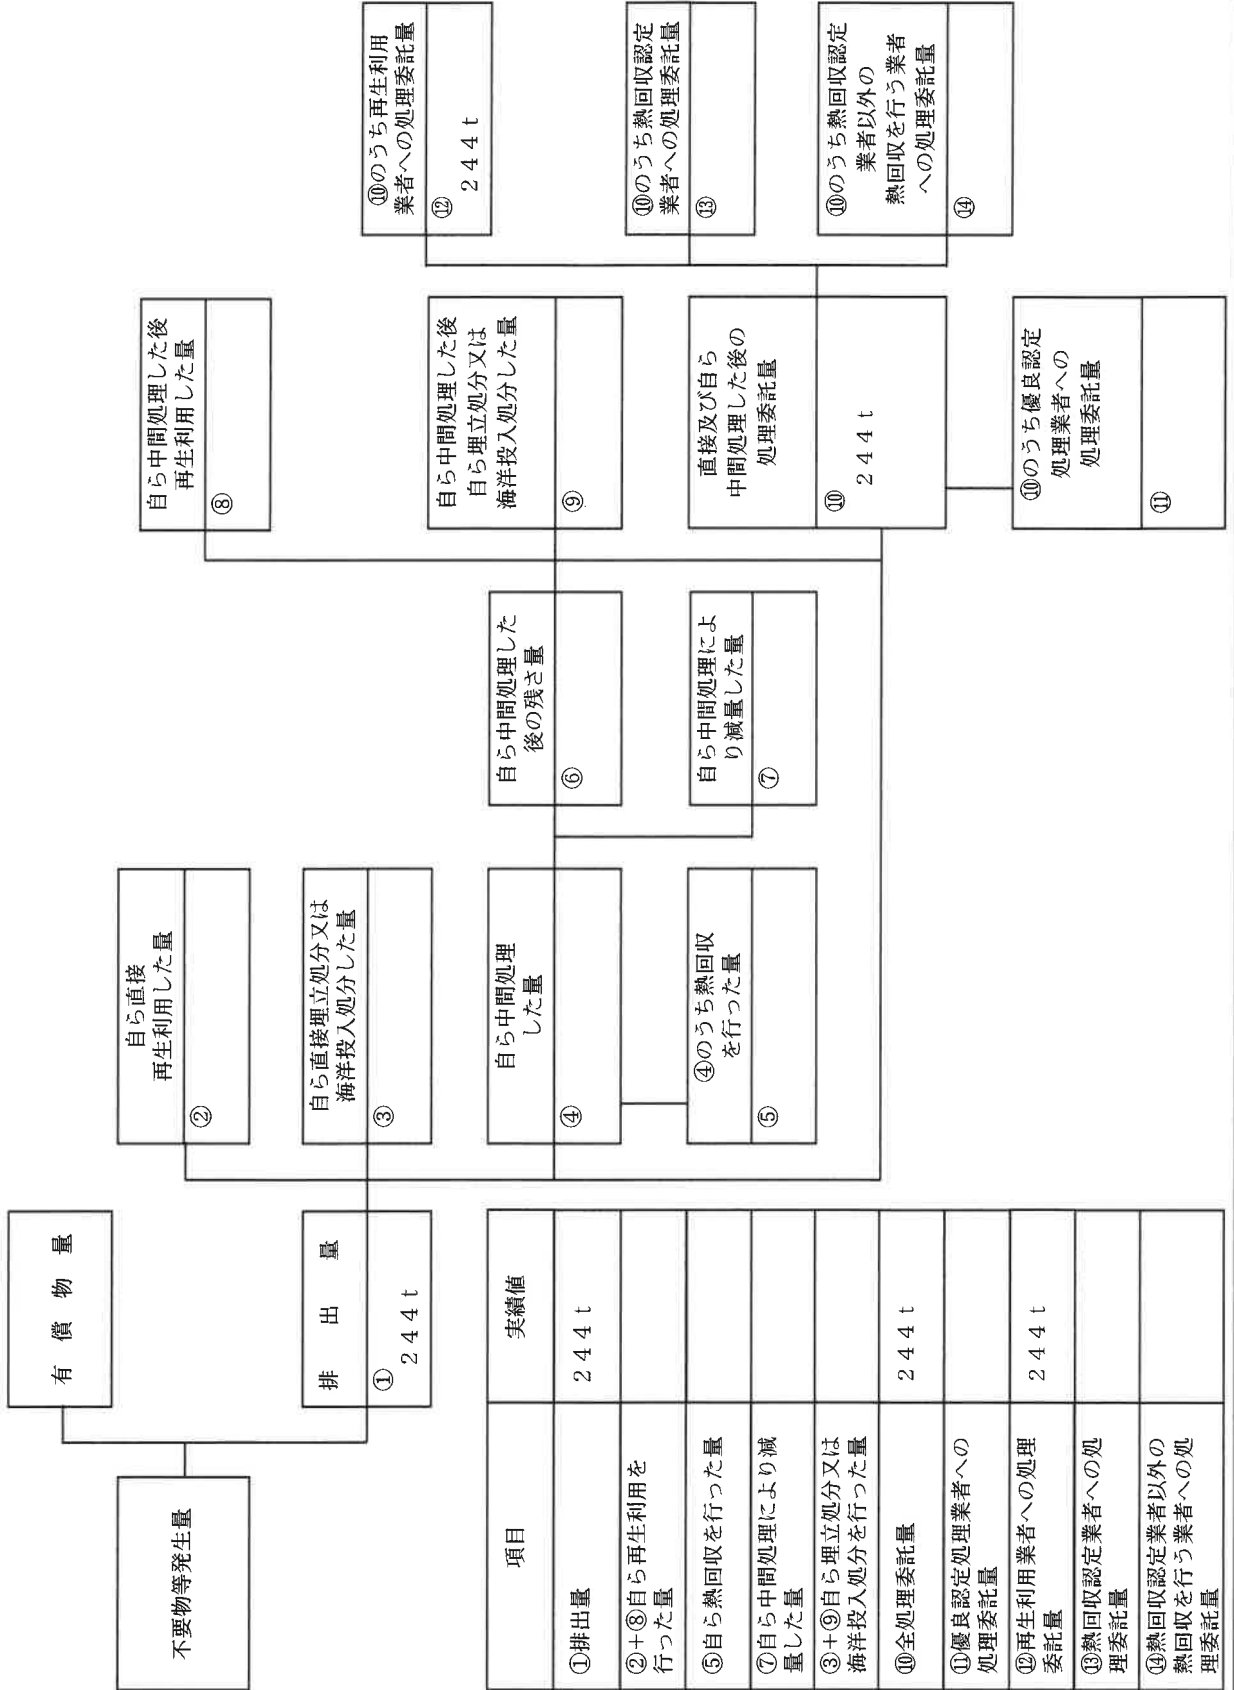 有償物量
不要物等発生量
排出量
①
244t
自ら直接
再生利用した量
②
自ら直接埋立処分又は
海洋投入処分した量
③
自ら中間処理
した量
④
④のうち熱回収
を行った量
⑤
自ら中間処理した
後の残さ量
⑥
自ら中間処理によ
り減量した量
⑦
自ら中間処理した後
再生利用した量
⑧
自ら中間処理した後
自ら埋立処分又は
海洋投入処分した量
⑨
直接及び自ら
中間処理した後の
処理委託量
⑩
244t
⑩のうち優良認定
処理業者への
処理委託量
⑪
⑩のうち再生利用
業者への処理委託量
⑫
244t
⑩のうち熱回収認定
業者への処理委託量
⑬
⑩のうち熱回収認定
業者以外の
熱回収を行う業者
への処理委託量
⑭
項目
実績値
①排出量
244t
②+⑧自ら再生利用を
行った量
⑤自ら熱回収を行った量
⑦自ら中間処理により減
量した量
③+⑨自ら埋立処分又は
海洋投入処分を行った量
⑩全処理委託量
244t
⑪優良認定処理業者への
処理委託量
⑫再生利用業者への処理
委託量
244t
⑬熱回収認定業者への処
理委託量
⑭熱回収認定業者以外の
熱回収を行う業者への処
理委託量